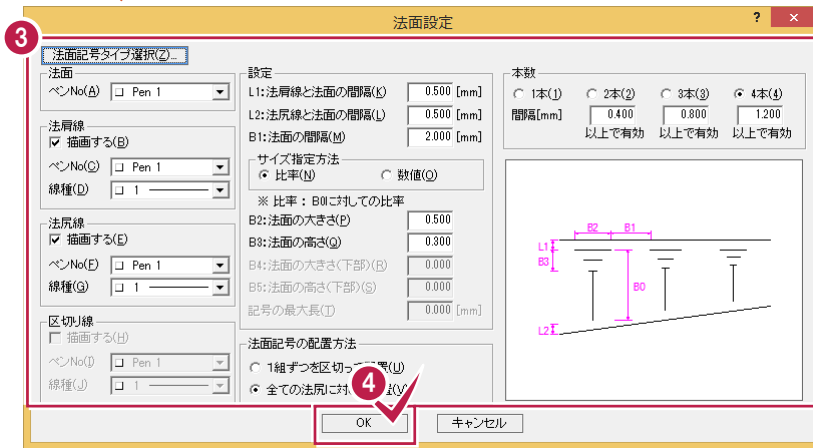 法面設定
? ×
3
法面記号タイプ選択(Z)...
法面
ペンNo(A) Pen 1
法肩線
描画する(B)
ペンNo(C) Pen 1
線種(D) 1
法尻線
描画する(E)
ペンNo(F) Pen 1
線種(G) 1
区切り線
描画する(H)
ペンNo(I) Pen 1
線種(J) 1
設定
L1:法肩線と法面の間隔(K) 0.500 [mm]
L2:法尻線と法面の間隔(L) 0.500 [mm]
B1:法面の間隔(M) 2.000 [mm]
サイズ指定方法
比率(N) 数値(O)
※ 比率 : B0に対しての比率
B2:法面の大きさ(P) 0.500
B3:法面の高さ(Q) 0.300
B4:法面の大きさ(下部)(R) 0.000
B5:法面の高さ(下部)(S) 0.000
記号の最大長(T) 0.000 [mm]
法面記号の配置方法
1組ずつを区切って配置(U)
全ての法尻に対 (V)
4
本数
1本(1) 2本(2) 3本(3) 4本(4)
間隔[mm] 0.400 0.800 1.200
以上で有効 以上で有効 以上で有効
B2 B1
L1
B3
B0
L2
OK キャンセル